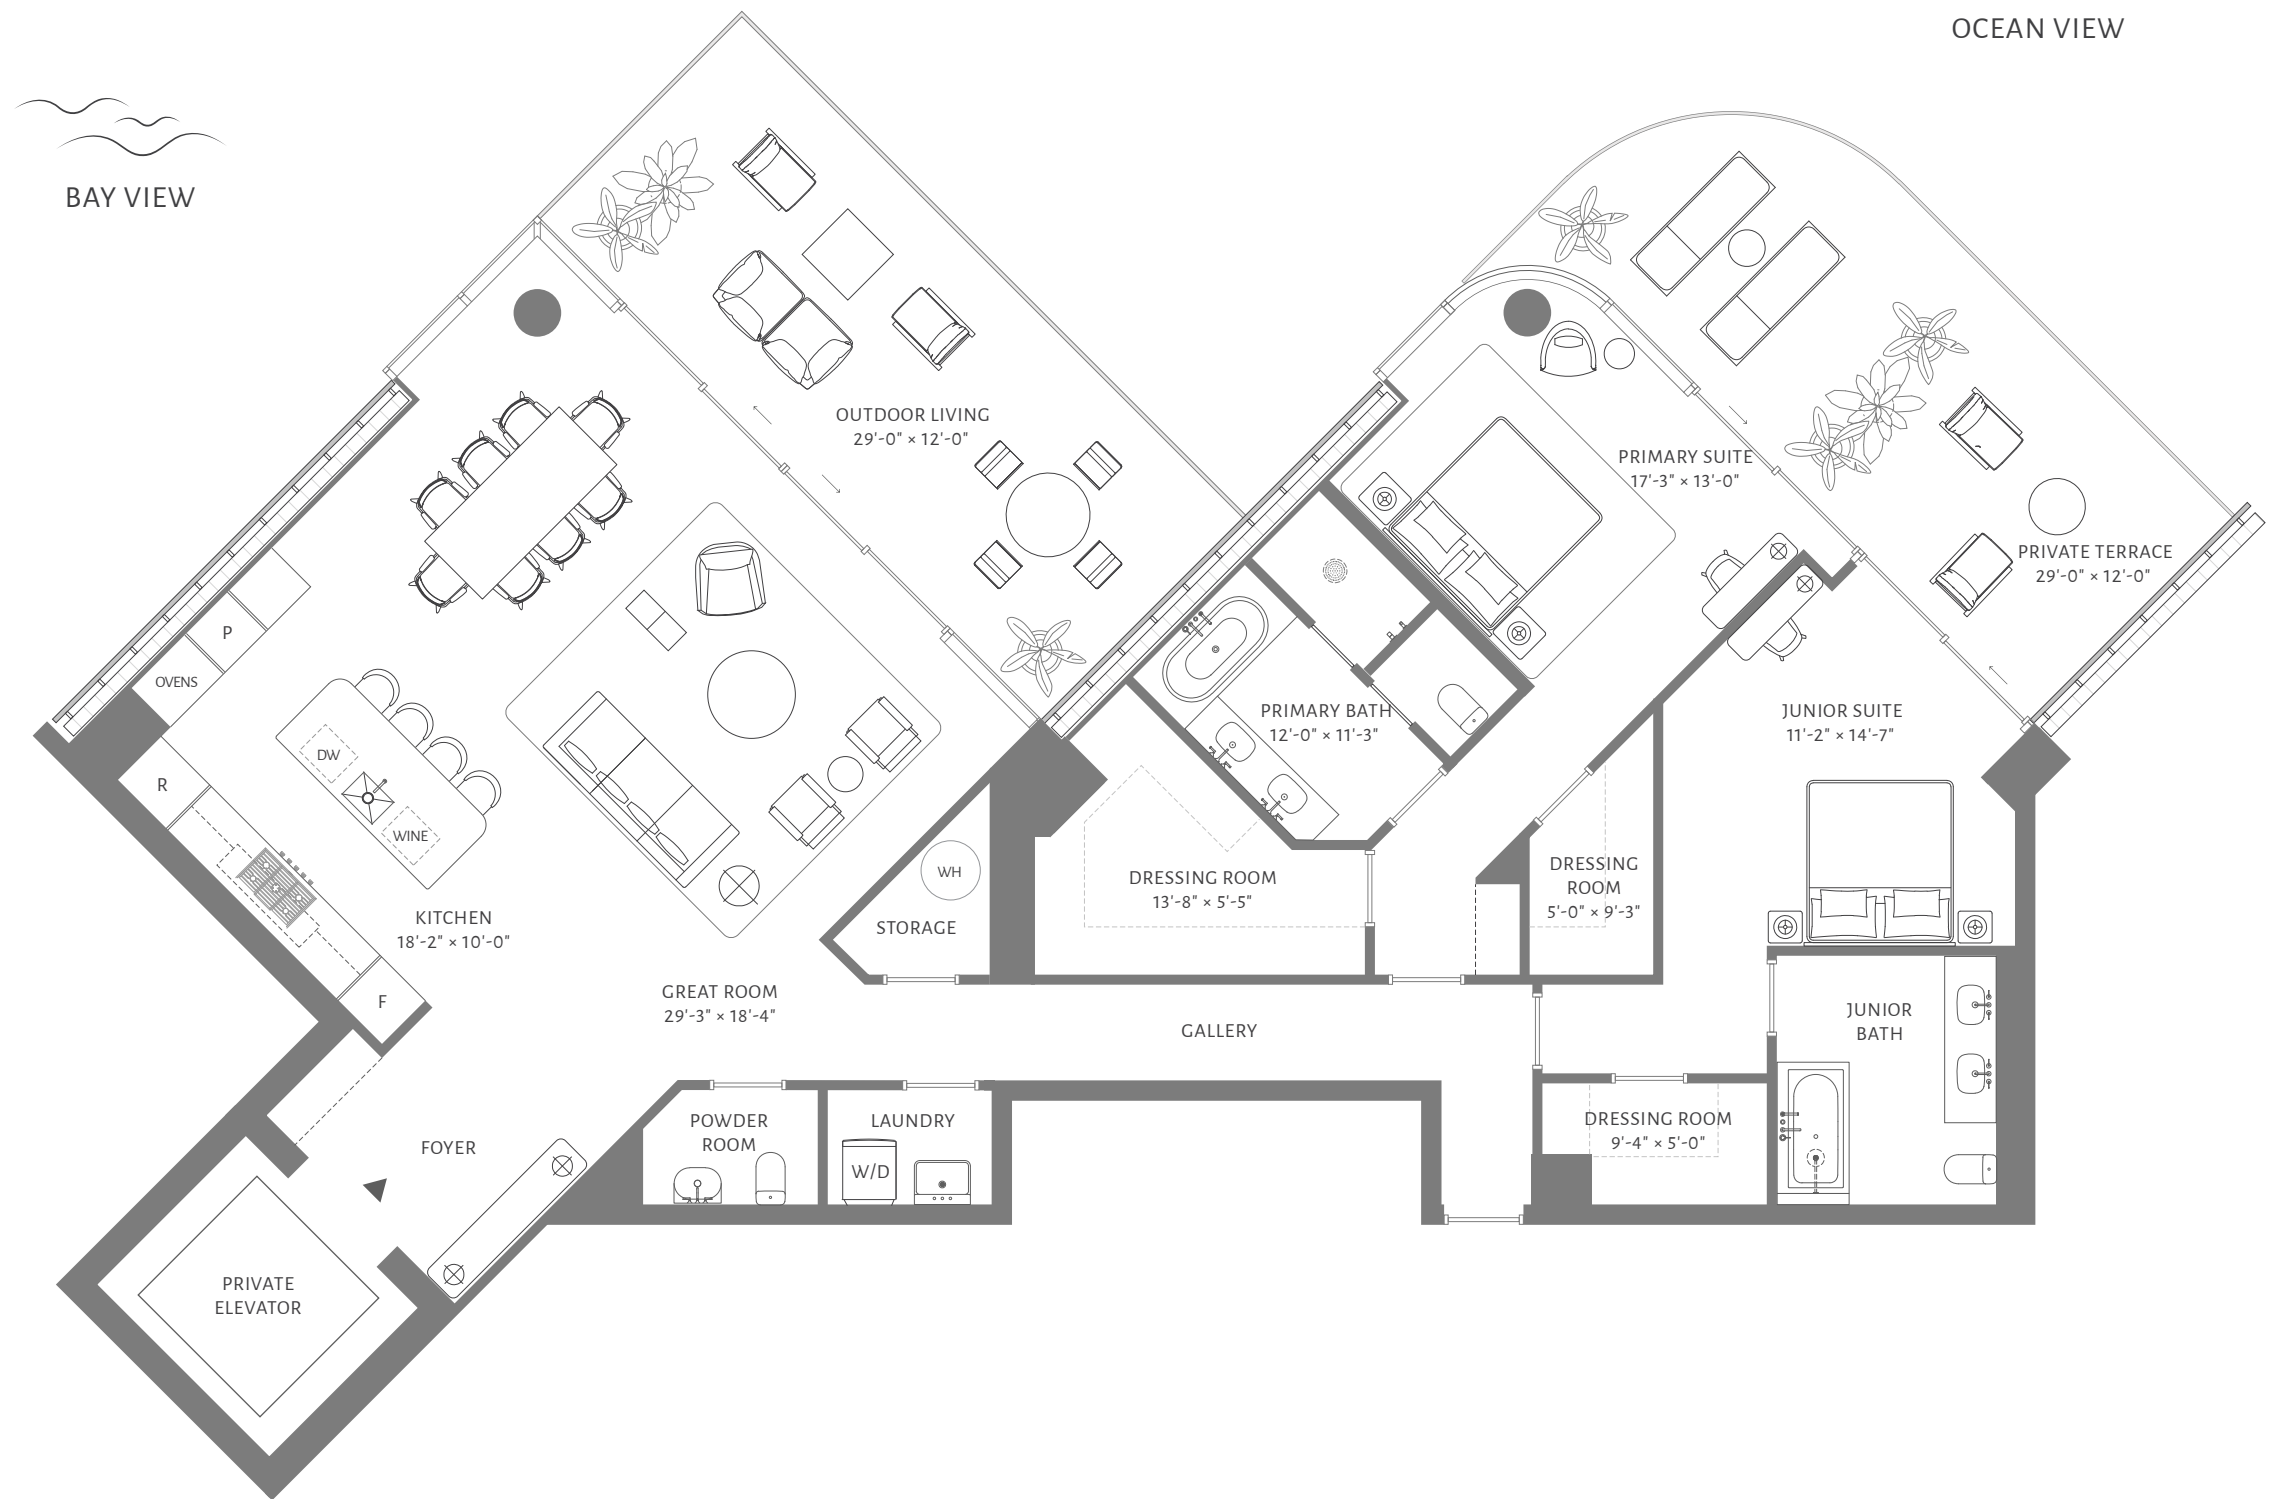 OCEAN VIEW
BAY VIEW
OUTDOOR LIVING
29'-0" × 12'-0"
PRIMARY SUITE
17'-3" × 13'-0"
PRIVATE TERRACE
29'-0" × 12'-0"
P
OVENS
PRIMARY BATH
12'-0" × 11'-3"
JUNIOR SUITE
11'-2" × 14'-7"
DW
R
WINE
WH
STORAGE
DRESSING ROOM
13'-8" × 5'-5"
DRESSING
ROOM
5'-0" × 9'-3"
KITCHEN
18'-2" × 10'-0"
F
GREAT ROOM
29'-3" × 18'-4"
GALLERY
JUNIOR
BATH
FOYER
POWDER
ROOM
LAUNDRY
W/D
DRESSING ROOM
9'-4" × 5'-0"
PRIVATE
ELEVATOR